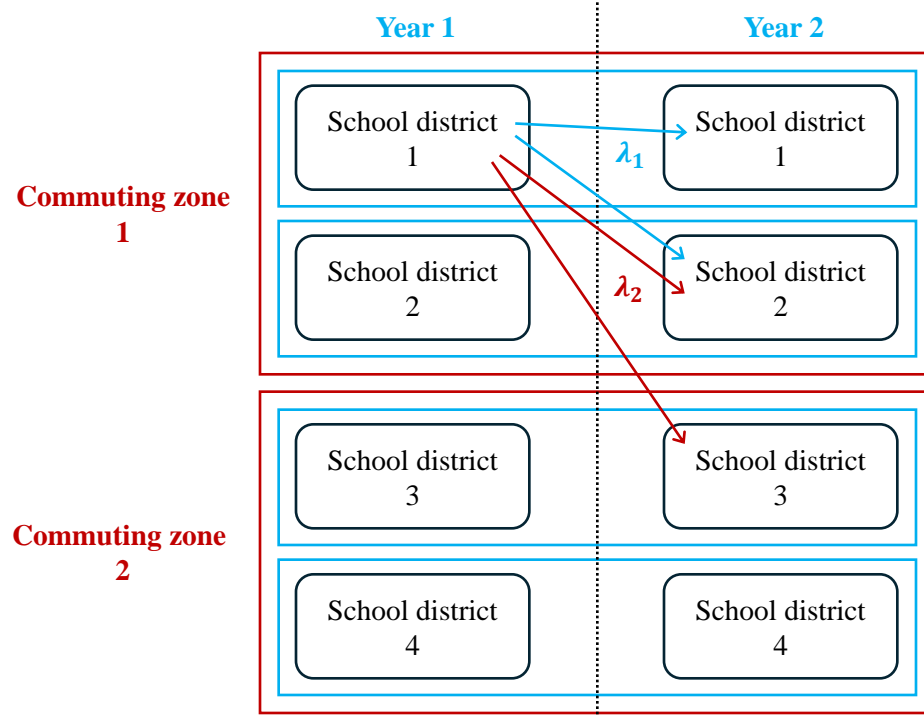 Year 1
Year 2
Commuting zone
1
School district
1
School district
1
λ₁
School district
2
School district
2
λ₂
Commuting zone
2
School district
3
School district
3
School district
4
School district
4